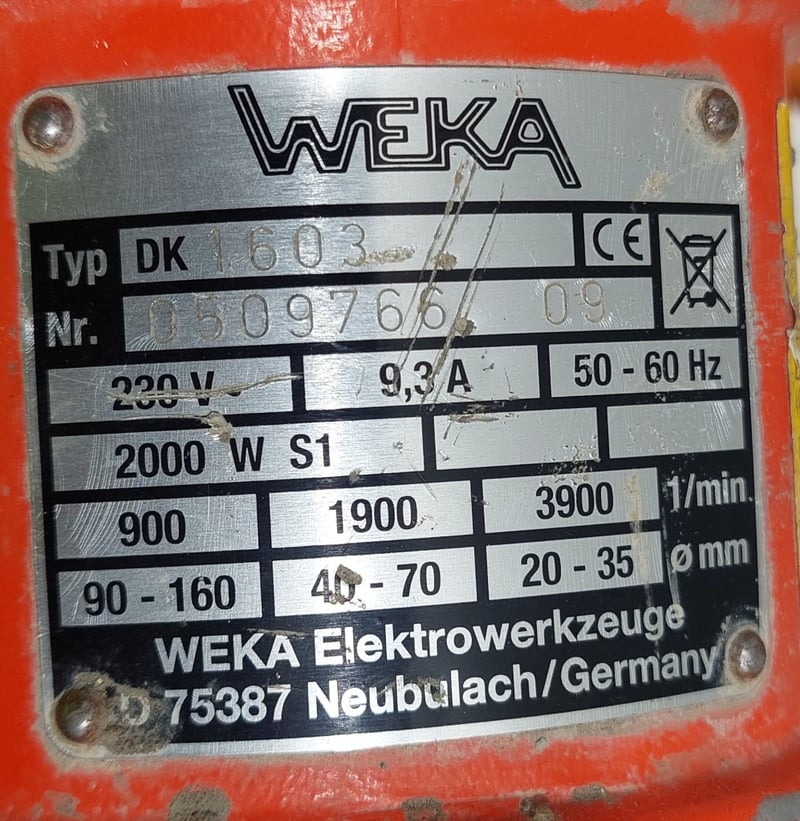 WEKA
Typ DK 1603 CE
Nr. 0509766 09
230 V~ 9,3 A 50 - 60 Hz
2000 W S1
900 1900 3900 1/min.
90 - 160 40 - 70 20 - 35 ø mm
WEKA Elektrowerkzeuge
D 75387 Neubulach/Germany